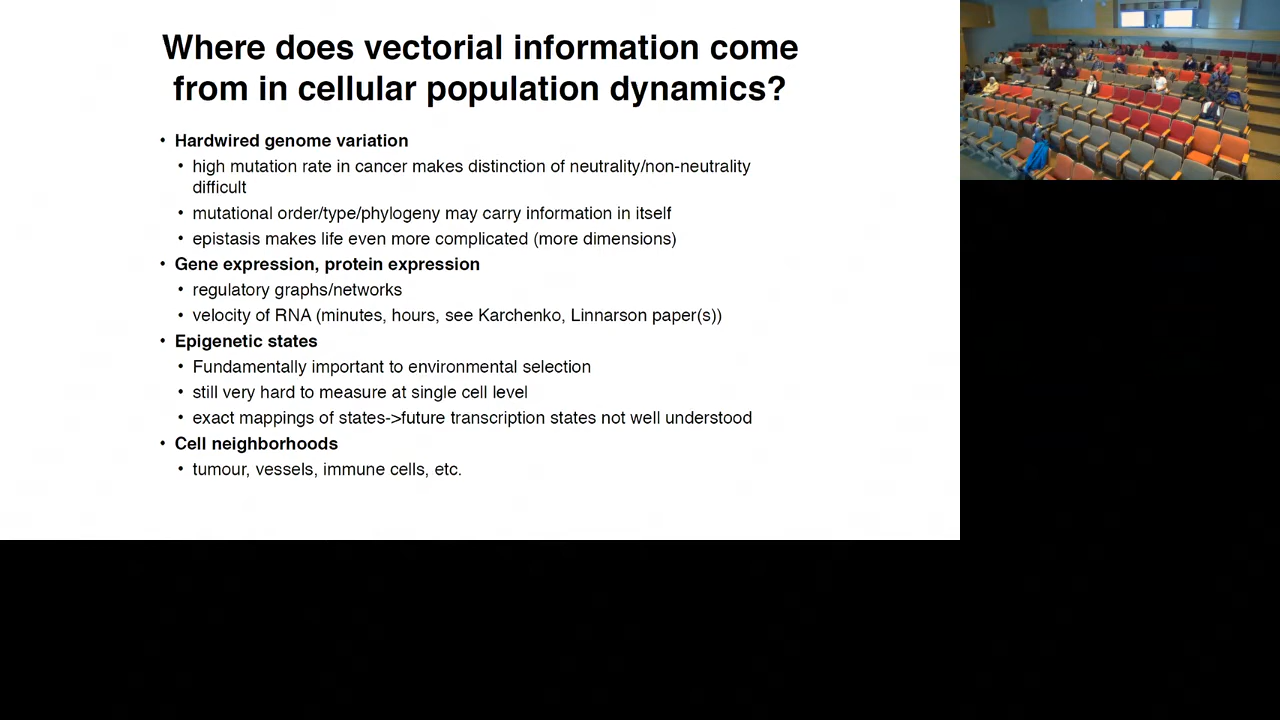 Where does vectorial information come
from in cellular population dynamics?
• Hardwired genome variation
• high mutation rate in cancer makes distinction of neutrality/non-neutrality
difficult
• mutational order/type/phylogeny may carry information in itself
• epistasis makes life even more complicated (more dimensions)
• Gene expression, protein expression
• regulatory graphs/networks
• velocity of RNA (minutes, hours, see Karchenko, Linnarson paper(s))
• Epigenetic states
• Fundamentally important to environmental selection
• still very hard to measure at single cell level
• exact mappings of states->future transcription states not well understood
• Cell neighborhoods
• tumour, vessels, immune cells, etc.